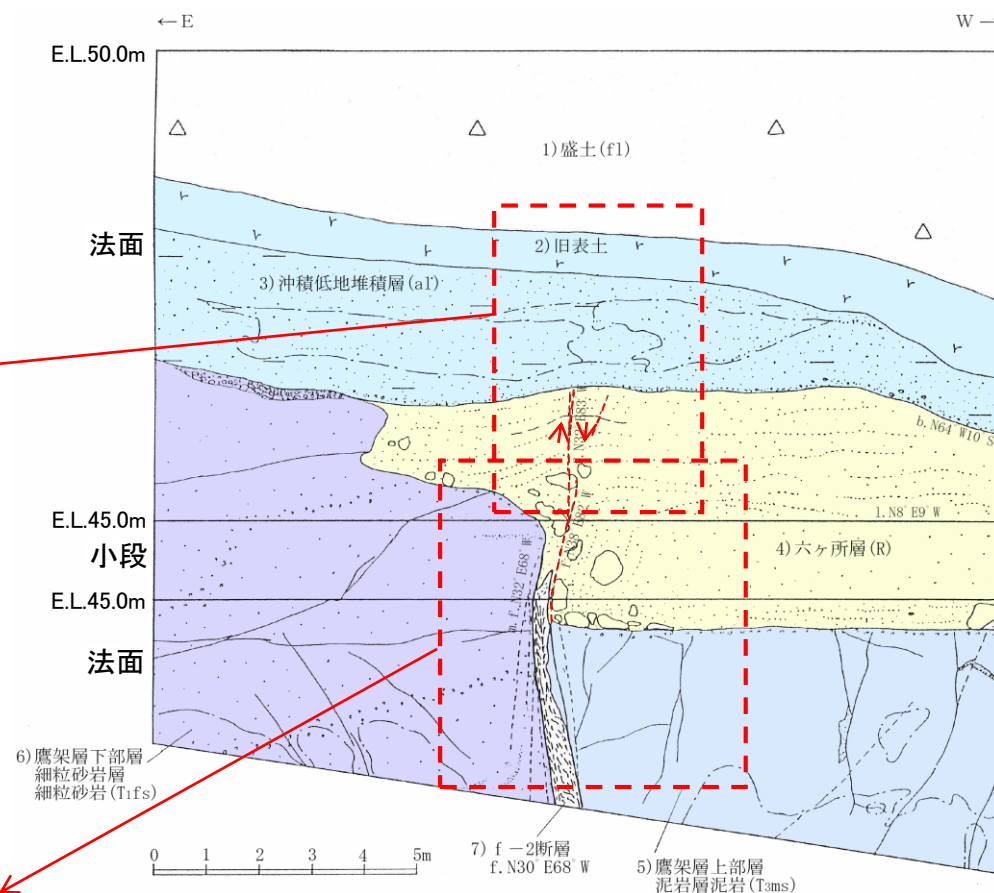 ←E
W
E.L.50.0m
1)盛土(fl)
法面
2)旧表土
3)沖積低地堆積層(al)
b.N64°W10°S
l.N8°E9°W
E.L.45.0m
小段
4)六ヶ所層(R)
E.L.45.0m
法面
6)鷹架層下部層
細粒砂岩層
細粒砂岩(T₁fs)
7) f－2断層
f.N30°E68°W
5)鷹架層上部層
泥岩層泥岩(T₃ms)
0 1 2 3 4 5m